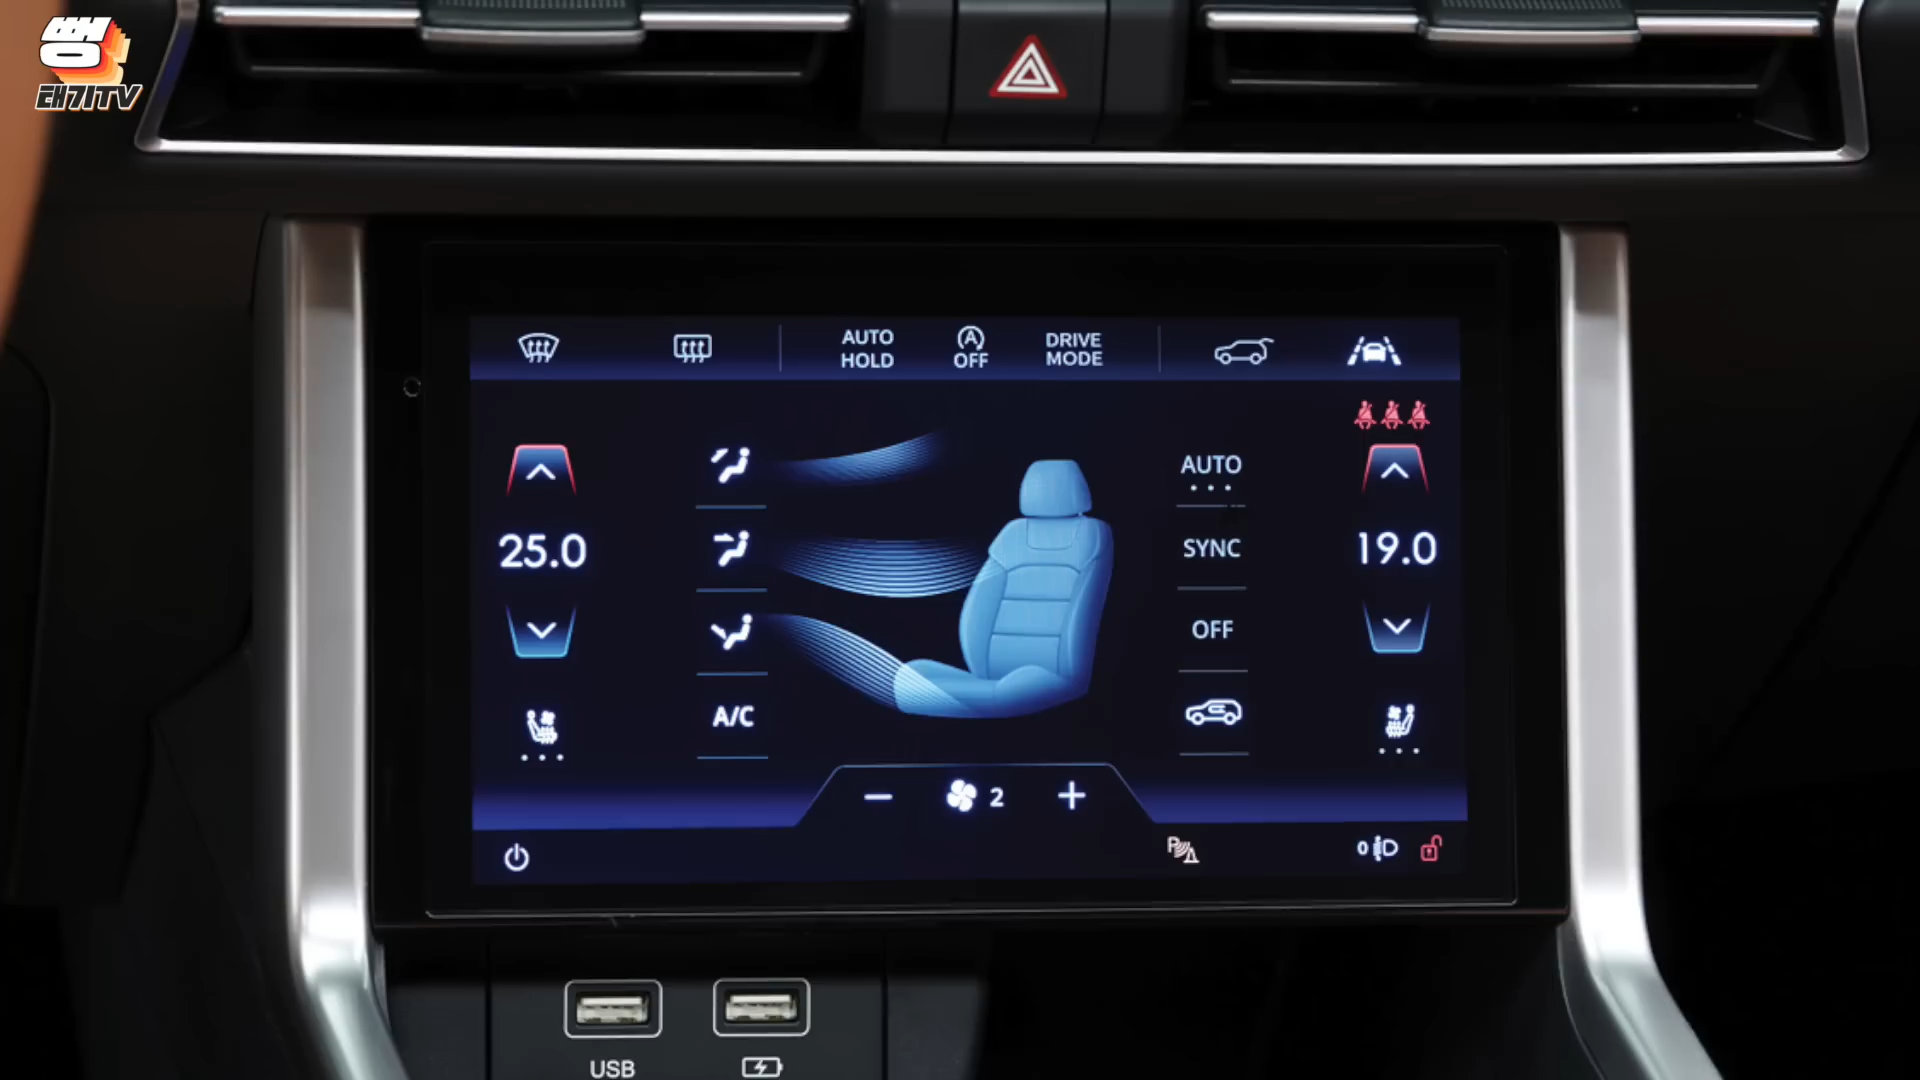 뻥
태기TV
AUTO
HOLD
A
OFF
DRIVE
MODE
25.0
19.0
AUTO
SYNC
OFF
A/C
2
P
0
USB